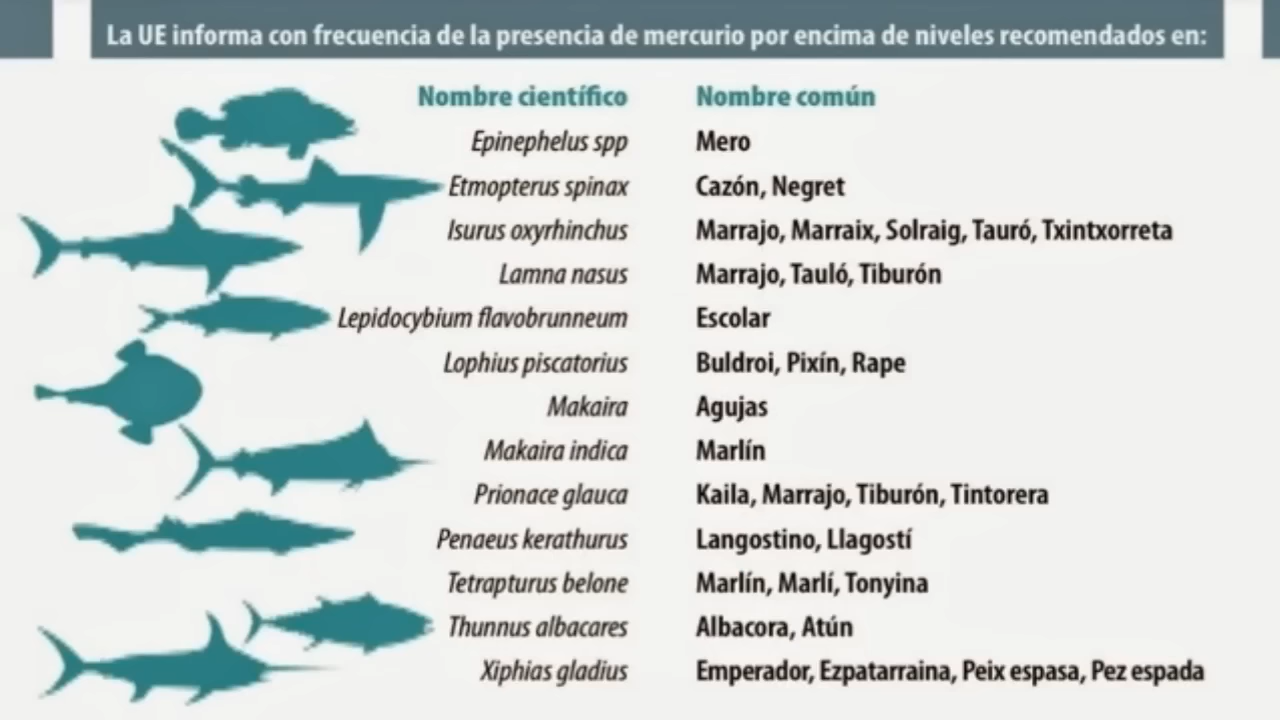 La UE informa con frecuencia de la presencia de mercurio por encima de niveles recomendados en:
Nombre científico Nombre común
Epinephelus spp Mero
Etmopterus spinax Cazón, Negret
Isurus oxyrhinchus Marrajo, Marraix, Solraig, Tauró, Txintxorreta
Lamna nasus Marrajo, Tauló, Tiburón
Lepidocybium flavobrunneum Escolar
Lophius piscatorius Buldroi, Pixín, Rape
Makaira Agujas
Makaira indica Marlín
Prionace glauca Kaila, Marrajo, Tiburón, Tintorera
Penaeus kerathurus Langostino, Llagostí
Tetrapturus belone Marlín, Marlí, Tonyina
Thunnus albacares Albacora, Atún
Xiphias gladius Emperador, Ezpatarraina, Peix espasa, Pez espada